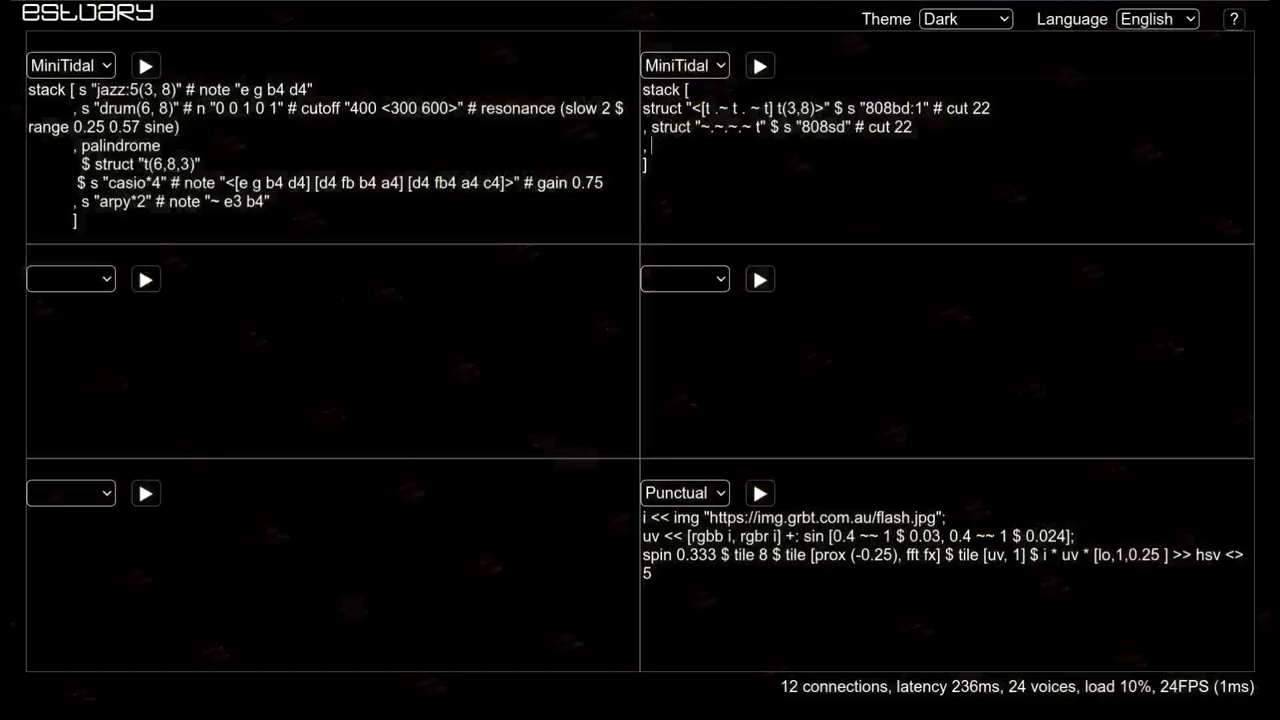 estuary
Theme Dark Language English ?
MiniTidal
stack [ s "jazz:5(3, 8)" # note "e g b4 d4"
, s "drum(6, 8)" # n "0 0 1 0 1" # cutoff "400 <300 600>" # resonance (slow 2 $
range 0.25 0.57 sine)
, palindrome
$ struct "t(6,8,3)"
$ s "casio*4" # note "<[e g b4 d4] [d4 fb b4 a4] [d4 fb4 a4 c4]>" # gain 0.75
, s "arpy*2" # note "~ e3 b4"
]
MiniTidal
stack [
struct "<[t .~ t . ~ t] t(3,8)>" $ s "808bd:1" # cut 22
, struct "~.~.~.~ t" $ s "808sd" # cut 22
,
]
Punctual
i << img "https://img.grbt.com.au/flash.jpg";
uv << [rgbb i, rgbr i] +: sin [0.4 ~~ 1 $ 0.03, 0.4 ~~ 1 $ 0.024];
spin 0.333 $ tile 8 $ tile [prox (-0.25), fft fx] $ tile [uv, 1] $ i * uv * [lo,1,0.25 ] >> hsv <>
5
12 connections, latency 236ms, 24 voices, load 10%, 24FPS (1ms)